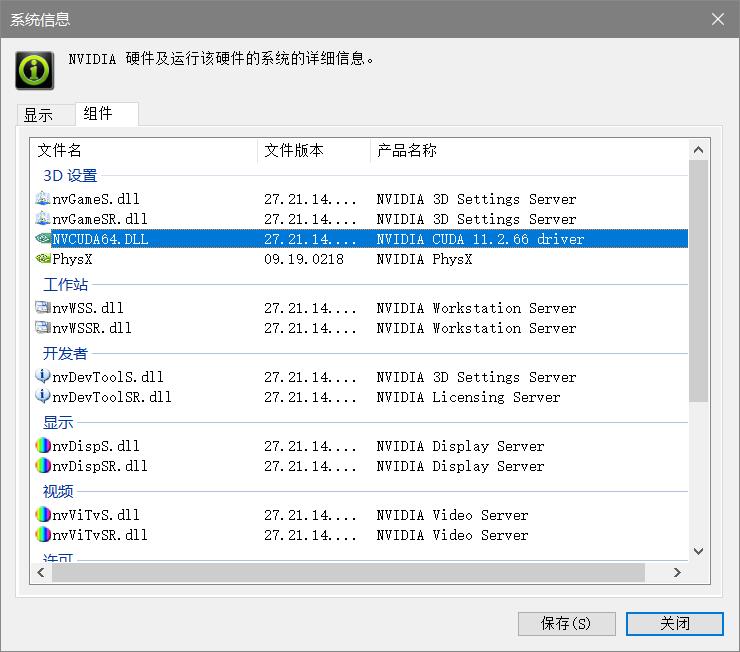 系统信息
NVIDIA 硬件及运行该硬件的系统的详细信息。
显示 组件
文件名 文件版本 产品名称
3D 设置
nvGameS.dll 27.21.14.... NVIDIA 3D Settings Server
nvGameSR.dll 27.21.14.... NVIDIA 3D Settings Server
NVCUDA64.DLL 27.21.14.... NVIDIA CUDA 11.2.66 driver
PhysX 09.19.0218 NVIDIA PhysX
工作站
nvWSS.dll 27.21.14.... NVIDIA Workstation Server
nvWSSR.dll 27.21.14.... NVIDIA Workstation Server
开发者
nvDevToolS.dll 27.21.14.... NVIDIA 3D Settings Server
nvDevToolSR.dll 27.21.14.... NVIDIA Licensing Server
显示
nvDispS.dll 27.21.14.... NVIDIA Display Server
nvDispSR.dll 27.21.14.... NVIDIA Display Server
视频
nvViTvS.dll 27.21.14.... NVIDIA Video Server
nvViTvSR.dll 27.21.14.... NVIDIA Video Server
许可
保存(S) 关闭